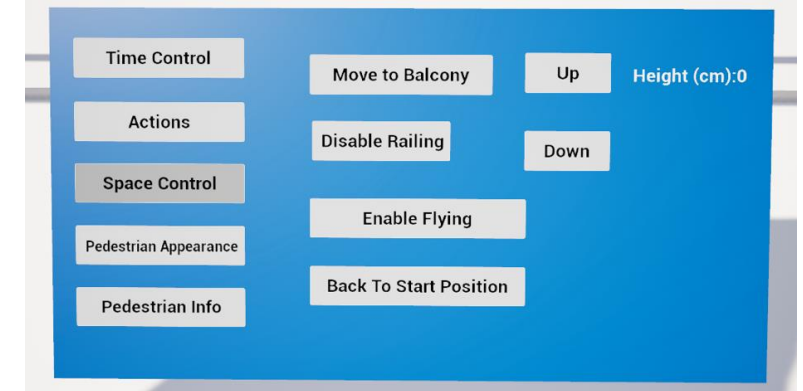 Time Control
Actions
Space Control
Pedestrian Appearance
Pedestrian Info
Move to Balcony
Disable Railing
Enable Flying
Back To Start Position
Up
Down
Height (cm):0